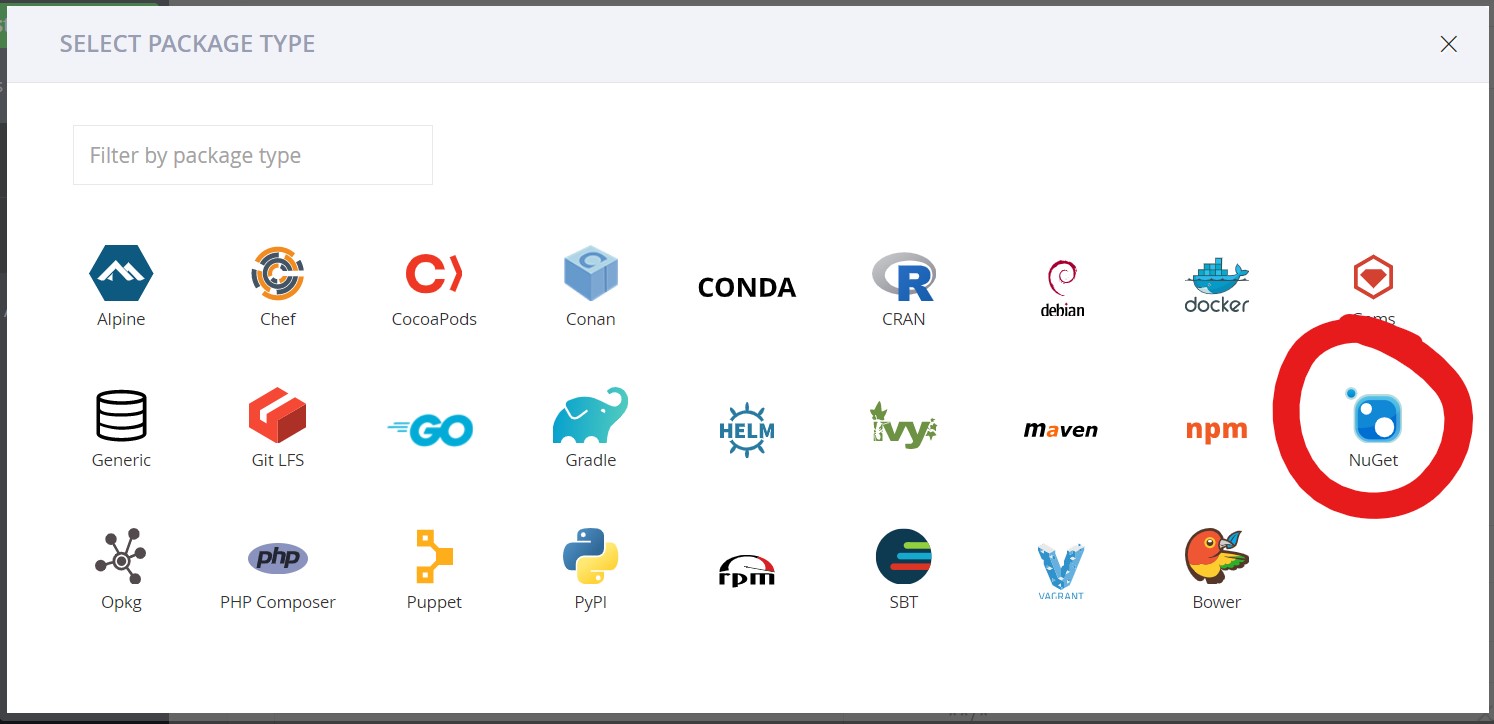 SELECT PACKAGE TYPE
Filter by package type
Alpine
Chef
CocoaPods
Conan
CONDA
CRAN
debian
docker
Gems
Generic
Git LFS
GO
Gradle
HELM
ivy
maven
npm
NuGet
Opkg
php
PHP Composer
Puppet
PyPI
rpm
SBT
VAGRANT
Bower